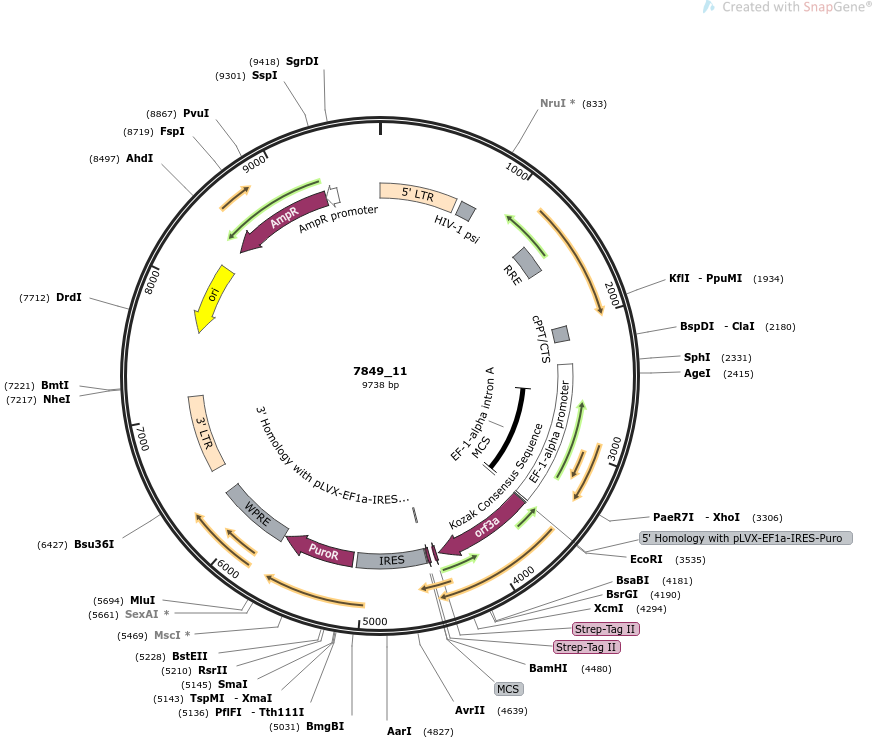 Created with SnapGene®
(9418) SgrDI
(9301) SspI
NruI * (833)
(8867) PvuI
(8719) FspI
(8497) AhdI
9000
1000
5' LTR
AmpR
AmpR promoter
HIV-1 psi
RRE
ori
8000
2000
KflI - PpuMI (1934)
(7712) DrdI
BspDI - ClaI (2180)
cPPT/CTS
SphI (2331)
AgeI (2415)
7849_11
9738 bp
(7221) BmtI
(7217) NheI
EF-1-alpha intron A
MCS
EF-1-alpha promoter
3' LTR
7000
3000
3' Homology with pLVX-EF1a-IRES...
Kozak Consensus Sequence
PaeR7I - XhoI (3306)
5' Homology with pLVX-EF1a-IRES-Puro
EcoRI (3535)
orf3a
WPRE
PuroR
IRES
(6427) Bsu36I
6000
4000
5000
BsaBI (4181)
BsrGI (4190)
XcmI (4294)
Strep-Tag II
Strep-Tag II
BamHI (4480)
MCS
AvrII (4639)
AarI (4827)
(5694) MluI
(5661) SexAI *
(5469) MscI *
(5228) BstEII
(5210) RsrII
(5145) SmaI
(5143) TspMI - XmaI
(5136) PflFI - Tth111I
(5031) BmgBI